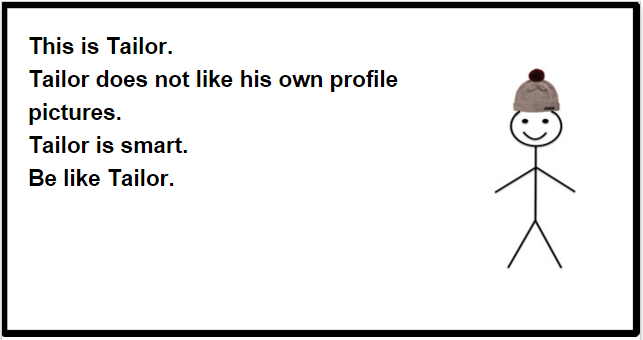 This is Tailor.
Tailor does not like his own profile
pictures.
Tailor is smart.
Be like Tailor.